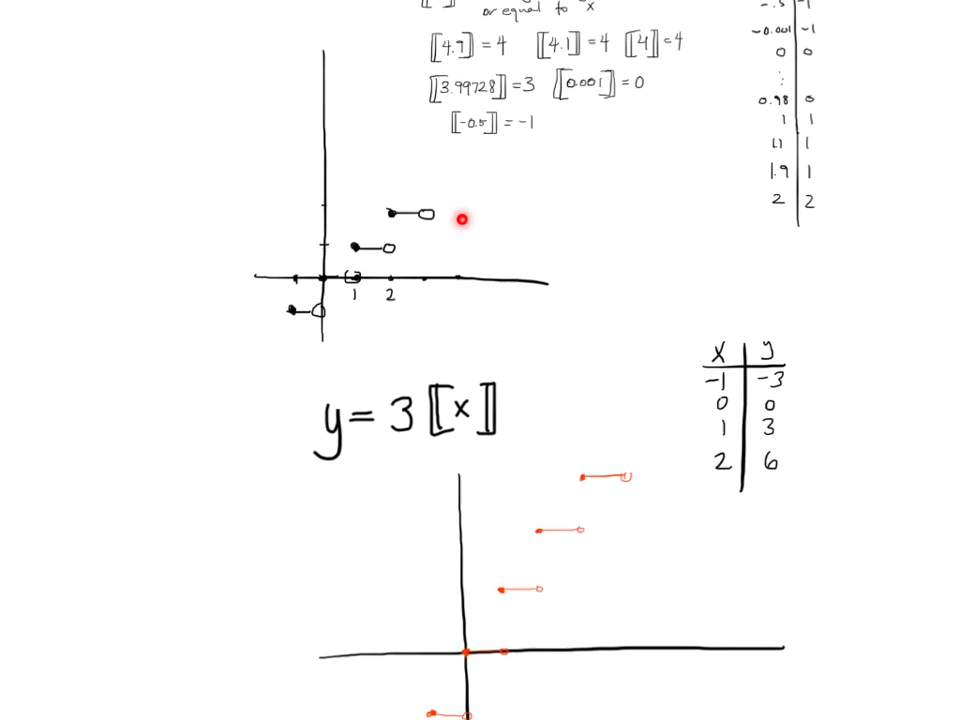 or equal to x
[[4.7]] = 4 [[4.1]] = 4 [[4]] = 4
[[3.99728]] = 3 [[0.001]] = 0
[[-0.5]] = -1
-.5 -1
-0.001 -1
0 0
⋮
0.98 0
1 1
1.1 1
1.9 1
2 2
1 2
y = 3 [[x]]
x y
-1 -3
0 0
1 3
2 6